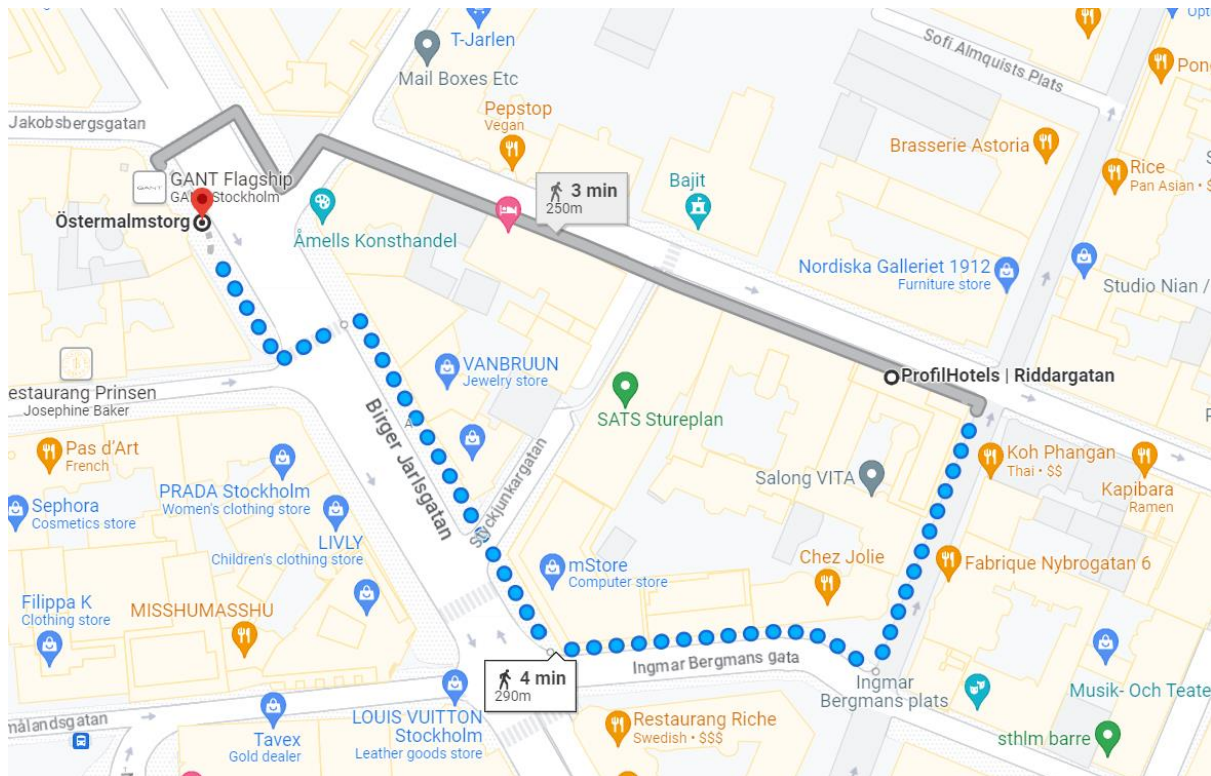 Opto
T-Jarlen
Sofi Almquists Plats
Mail Boxes Etc
Pepstop
Vegan
Jakobsbergsgatan
Brasserie Astoria
Rice
Pan Asian •
GANT
GANT Flagship
Stockholm
3 min
250m
Bajit
Östermalmstorg
Åmells Konsthandel
Nordiska Galleriet 1912
Furniture store
Studio Nian /
VANBRUUN
Jewelry store
ProfilHotels | Riddargatan
estaurang Prinsen
Josephine Baker
SATS Stureplan
Birger Jarlsgatan
Pas d'Art
French
Koh Phangan
Thai • $$
Salong VITA
Kapibara
Ramen
PRADA Stockholm
Women's clothing store
Sephora
Cosmetics store
LIVLY
Children's clothing store
mStore
Computer store
Chez Jolie
Fabrique Nybrogatan 6
Filippa K
Clothing store
MISSHUMASSHU
4 min
290m
Ingmar Bergmans gata
Ingmar
Bergmans plats
Musik- Och Teate
LOUIS VUITTON
Stockholm
Leather goods store
Restaurang Riche
Swedish • $$$
målandsgatan
Tavex
Gold dealer
sthlm barre